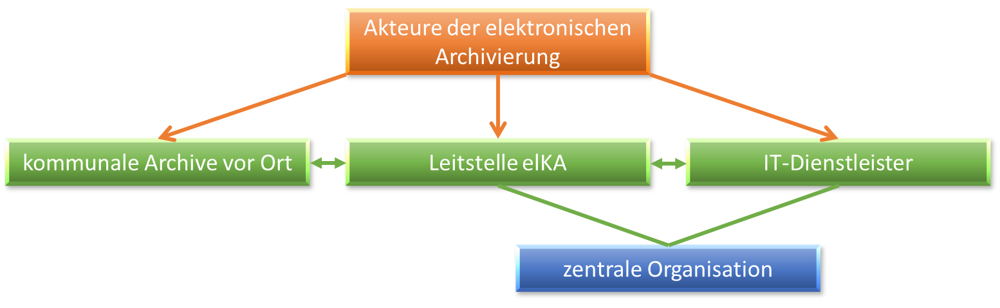 Akteure der elektronischen
Archivierung
kommunale Archive vor Ort
Leitstelle elKA
IT-Dienstleister
zentrale Organisation